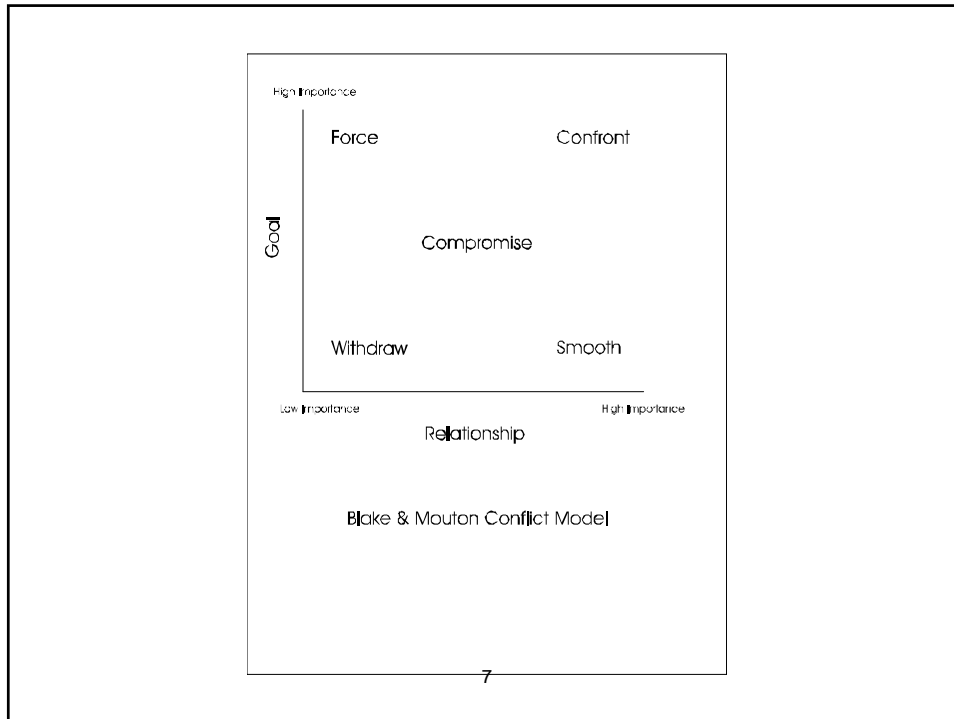 High Importance
Force Confront
Goal
Compromise
Withdraw Smooth
Low Importance High Importance
Relationship
Blake & Mouton Conflict Model
7